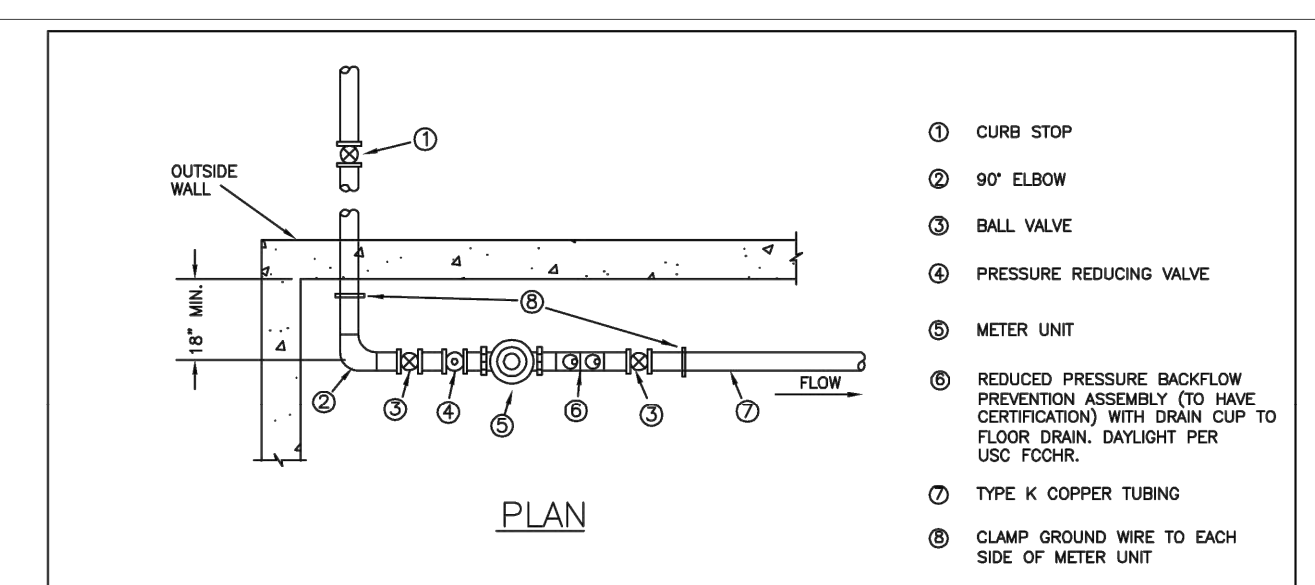 ①
OUTSIDE
WALL
18" MIN.
⑧
②
③
④
⑤
⑥
③
⑦
FLOW
PLAN
① CURB STOP
② 90° ELBOW
③ BALL VALVE
④ PRESSURE REDUCING VALVE
⑤ METER UNIT
⑥ REDUCED PRESSURE BACKFLOW
PREVENTION ASSEMBLY (TO HAVE
CERTIFICATION) WITH DRAIN CUP TO
FLOOR DRAIN. DAYLIGHT PER
USC FCCHR.
⑦ TYPE K COPPER TUBING
⑧ CLAMP GROUND WIRE TO EACH
SIDE OF METER UNIT